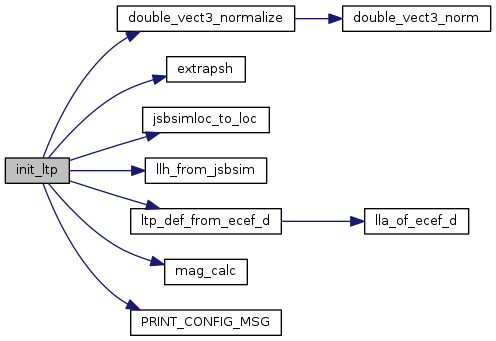 double_vect3_normalize
double_vect3_norm
extrapsh
jsbsimloc_to_loc
init_ltp
llh_from_jsbsim
ltp_def_from_ecef_d
lla_of_ecef_d
mag_calc
PRINT_CONFIG_MSG